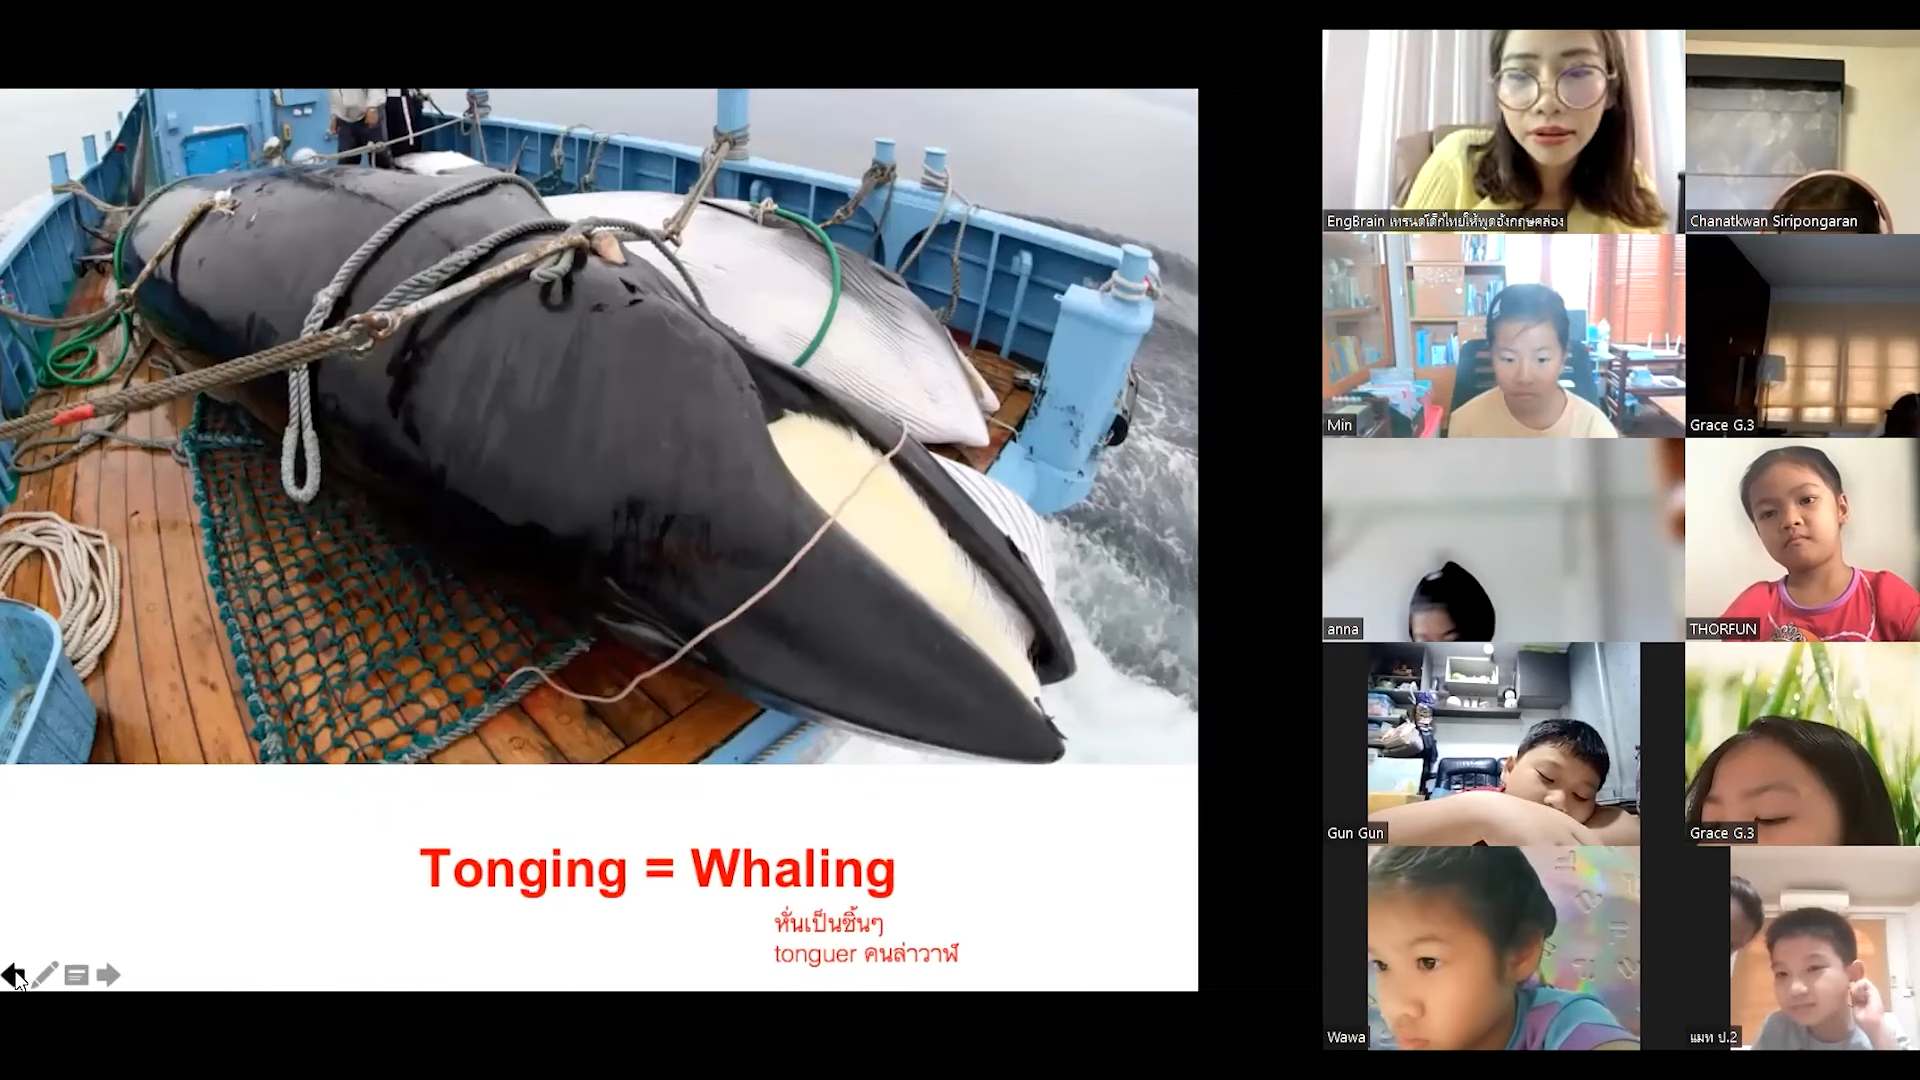 Tonging = Whaling
หั่นเป็นชิ้นๆ
tonguer คนล่าวาฬ
EngBrain เทรนด์เด็กไทยให้พูดอังกฤษคล่อง
Chanatkwan Siripongaran
Min
Grace G.3
anna
THORFUN
Gun Gun
Grace G.3
Wawa
แมท ป.2